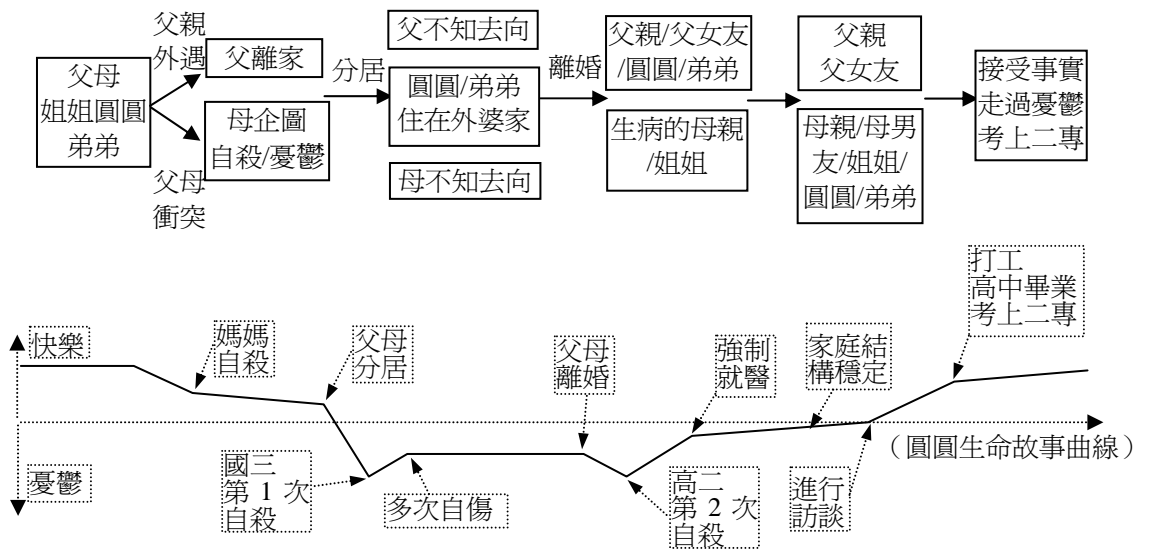 父母
姐姐圓圓
弟弟
父親
外遇
父離家
母企圖
自殺/憂鬱
父母
衝突
分居
父不知去向
圓圓/弟弟
住在外婆家
母不知去向
離婚
父親/父女友
/圓圓/弟弟
生病的母親
/姐姐
父親
父女友
母親/母男
友/姐姐/
圓圓/弟弟
接受事實
走過憂鬱
考上二專
快樂
媽媽
自殺
父母
分居
父母
離婚
強制
就醫
家庭結
構穩定
打工
高中畢業
考上二專
(圓圓生命故事曲線)
憂鬱
國三
第 1 次
自殺
多次自傷
高二
第 2 次
自殺
進行
訪談